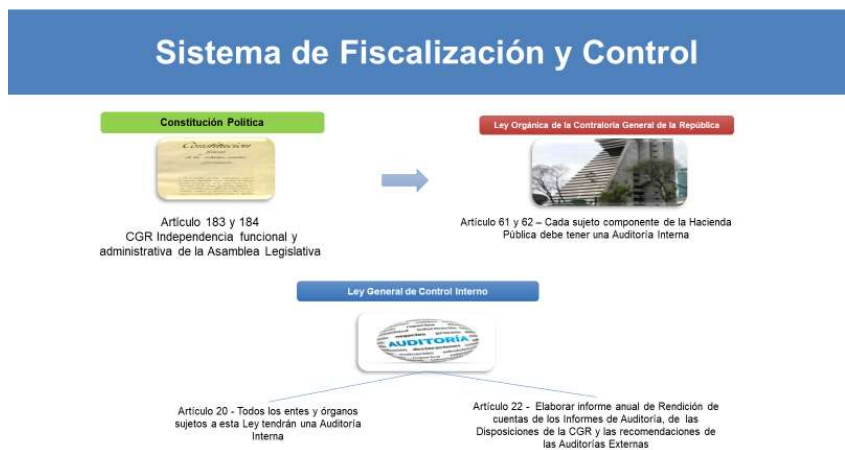 Sistema de Fiscalización y Control
Constitución Política
Ley Orgánica de la Contraloría General de la República
Constitución
Articulo 183 y 184
CGR Independencia funcional y
administrativa de la Asamblea Legislativa
Artículo 61 y 62 – Cada sujeto componente de la Hacienda
Pública debe tener una Auditoría Interna
Ley General de Control Interno
AUDITORÍA
Artículo 20 - Todos los entes y órganos
sujetos a esta Ley tendrán una Auditoría
Interna
Artículo 22 - Elaborar informe anual de Rendición de
cuentas de los Informes de Auditoría, de las
Disposiciones de la CGR y las recomendaciones de
las Auditorías Externas